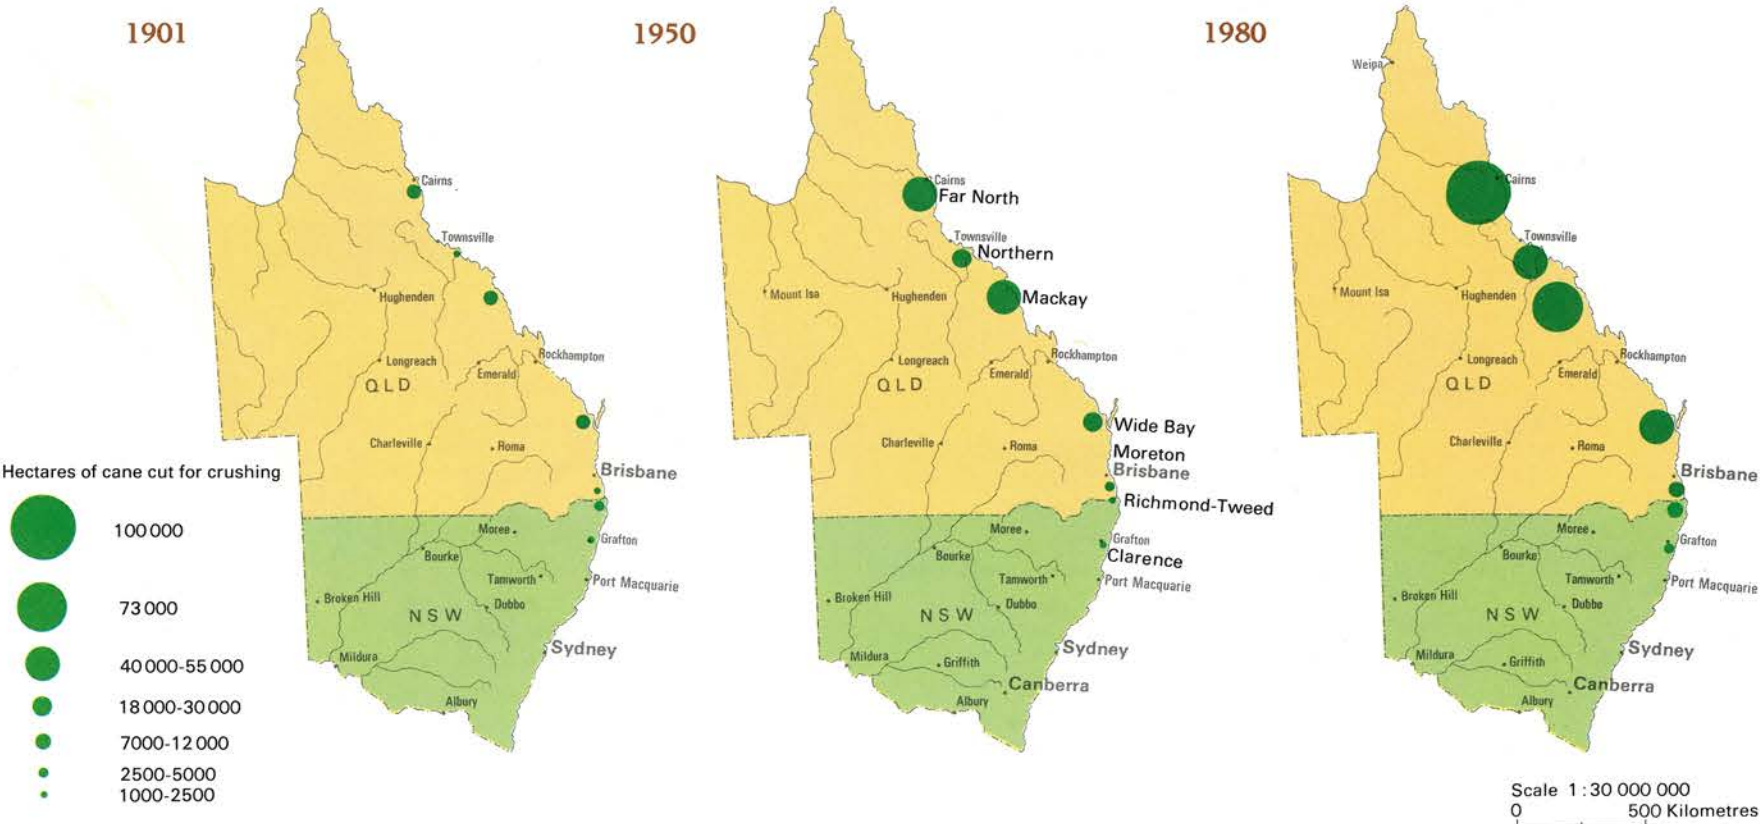 1901
Cairns
Townsville
Hughenden
Longreach
Rockhampton
Emerald
QLD
Charleville
Roma
Brisbane
Moree
Grafton
Bourke
Tamworth
Port Macquarie
Broken Hill
Dubbo
NSW
Sydney
Mildura
Albury
Hectares of cane cut for crushing
100 000
73 000
40 000-55 000
18 000-30 000
7000-12 000
2500-5000
1000-2500
1950
Cairns
Far North
Townsville
Northern
Mount Isa
Hughenden
Mackay
Longreach
Rockhampton
Emerald
QLD
Wide Bay
Charleville
Roma
Moreton
Brisbane
Richmond-Tweed
Moree
Grafton
Bourke
Clarence
Tamworth
Port Macquarie
Broken Hill
Dubbo
NSW
Sydney
Mildura
Griffith
Canberra
Albury
1980
Weipa
Cairns
Townsville
Mount Isa
Hughenden
Longreach
Rockhampton
Emerald
QLD
Charleville
Roma
Brisbane
Moree
Grafton
Bourke
Tamworth
Port Macquarie
Broken Hill
Dubbo
NSW
Sydney
Mildura
Griffith
Canberra
Albury
Scale 1:30 000 000
0 500 Kilometres